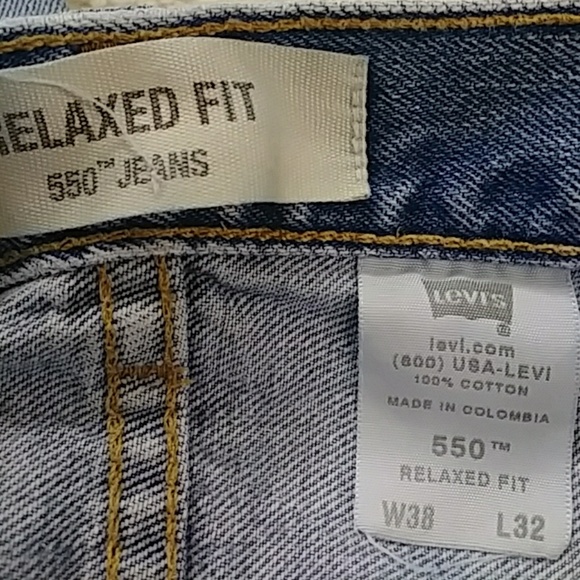 RELAXED FIT
550™ JEANS
Levi's
®
levi.com
(800) USA-LEVI
100% COTTON
MADE IN COLOMBIA
550™
RELAXED FIT
W38 L32